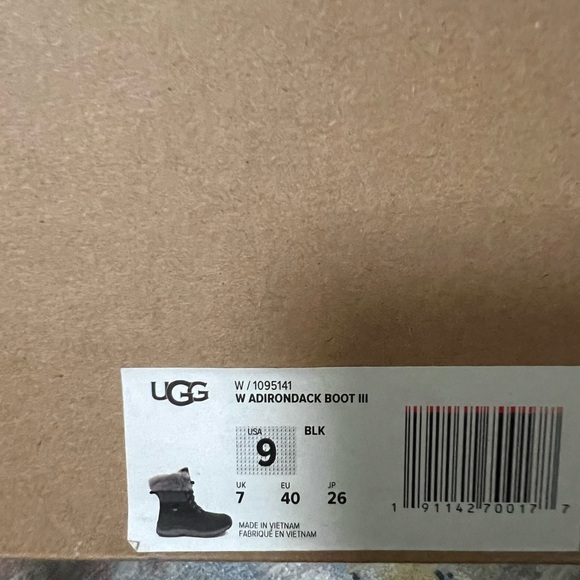 UGG
W / 1095141
W ADIRONDACK BOOT III
USA
9
BLK
UK EU JP
7 40 26
MADE IN VIETNAM
FABRIQUÉ EN VIETNAM
1 91142 70017 7